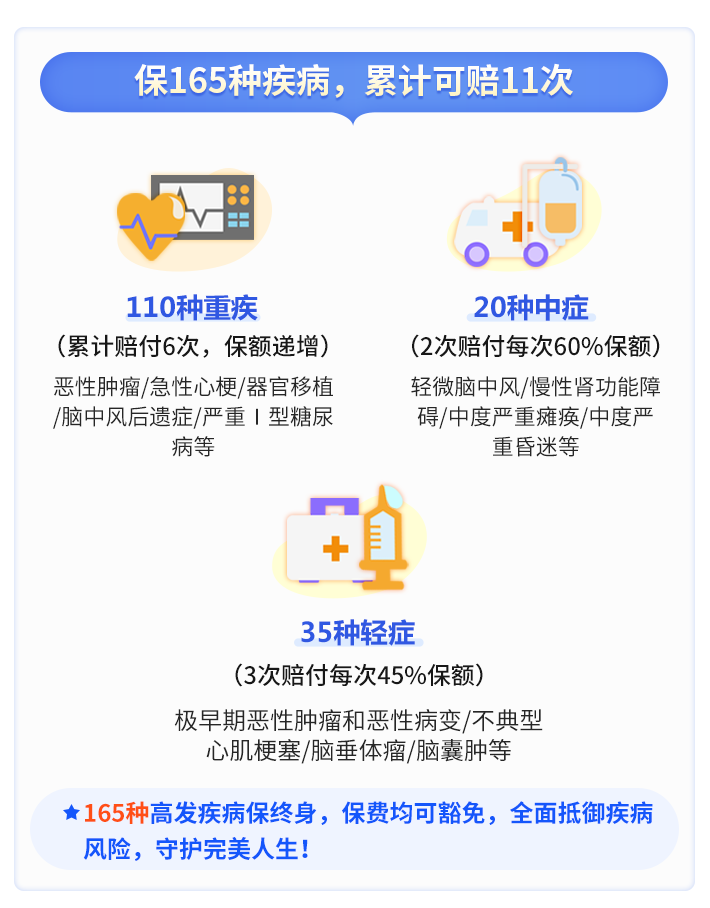 保165种疾病，累计可赔11次
110种重疾
（累计赔付6次，保额递增）
恶性肿瘤/急性心梗/器官移植
/脑中风后遗症/严重Ⅰ型糖尿
病等
20种中症
（2次赔付每次60%保额）
轻微脑中风/慢性肾功能障
碍/中度严重瘫痪/中度严
重昏迷等
35种轻症
（3次赔付每次45%保额）
极早期恶性肿瘤和恶性病变/不典型
心肌梗塞/脑垂体瘤/脑囊肿等
165种高发疾病保终身，保费均可豁免，全面抵御疾病
风险，守护完美人生！